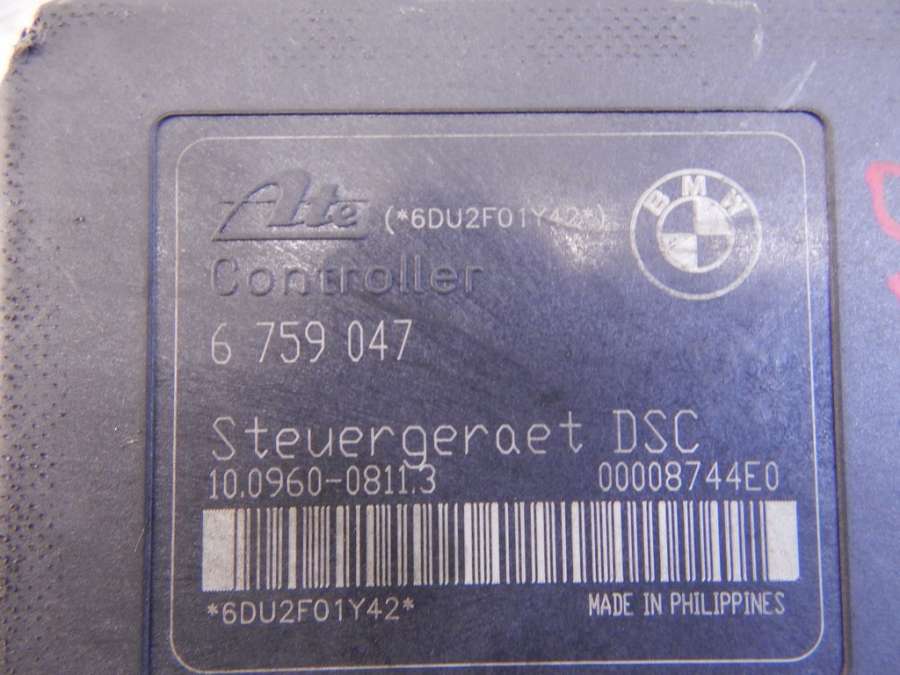 Ate (*6DU2F01Y42*)
BMW
Controller
6 759 047
Steuergeraet DSC
10.0960-0811.3 00008744E0
*6DU2F01Y42* MADE IN PHILIPPINES